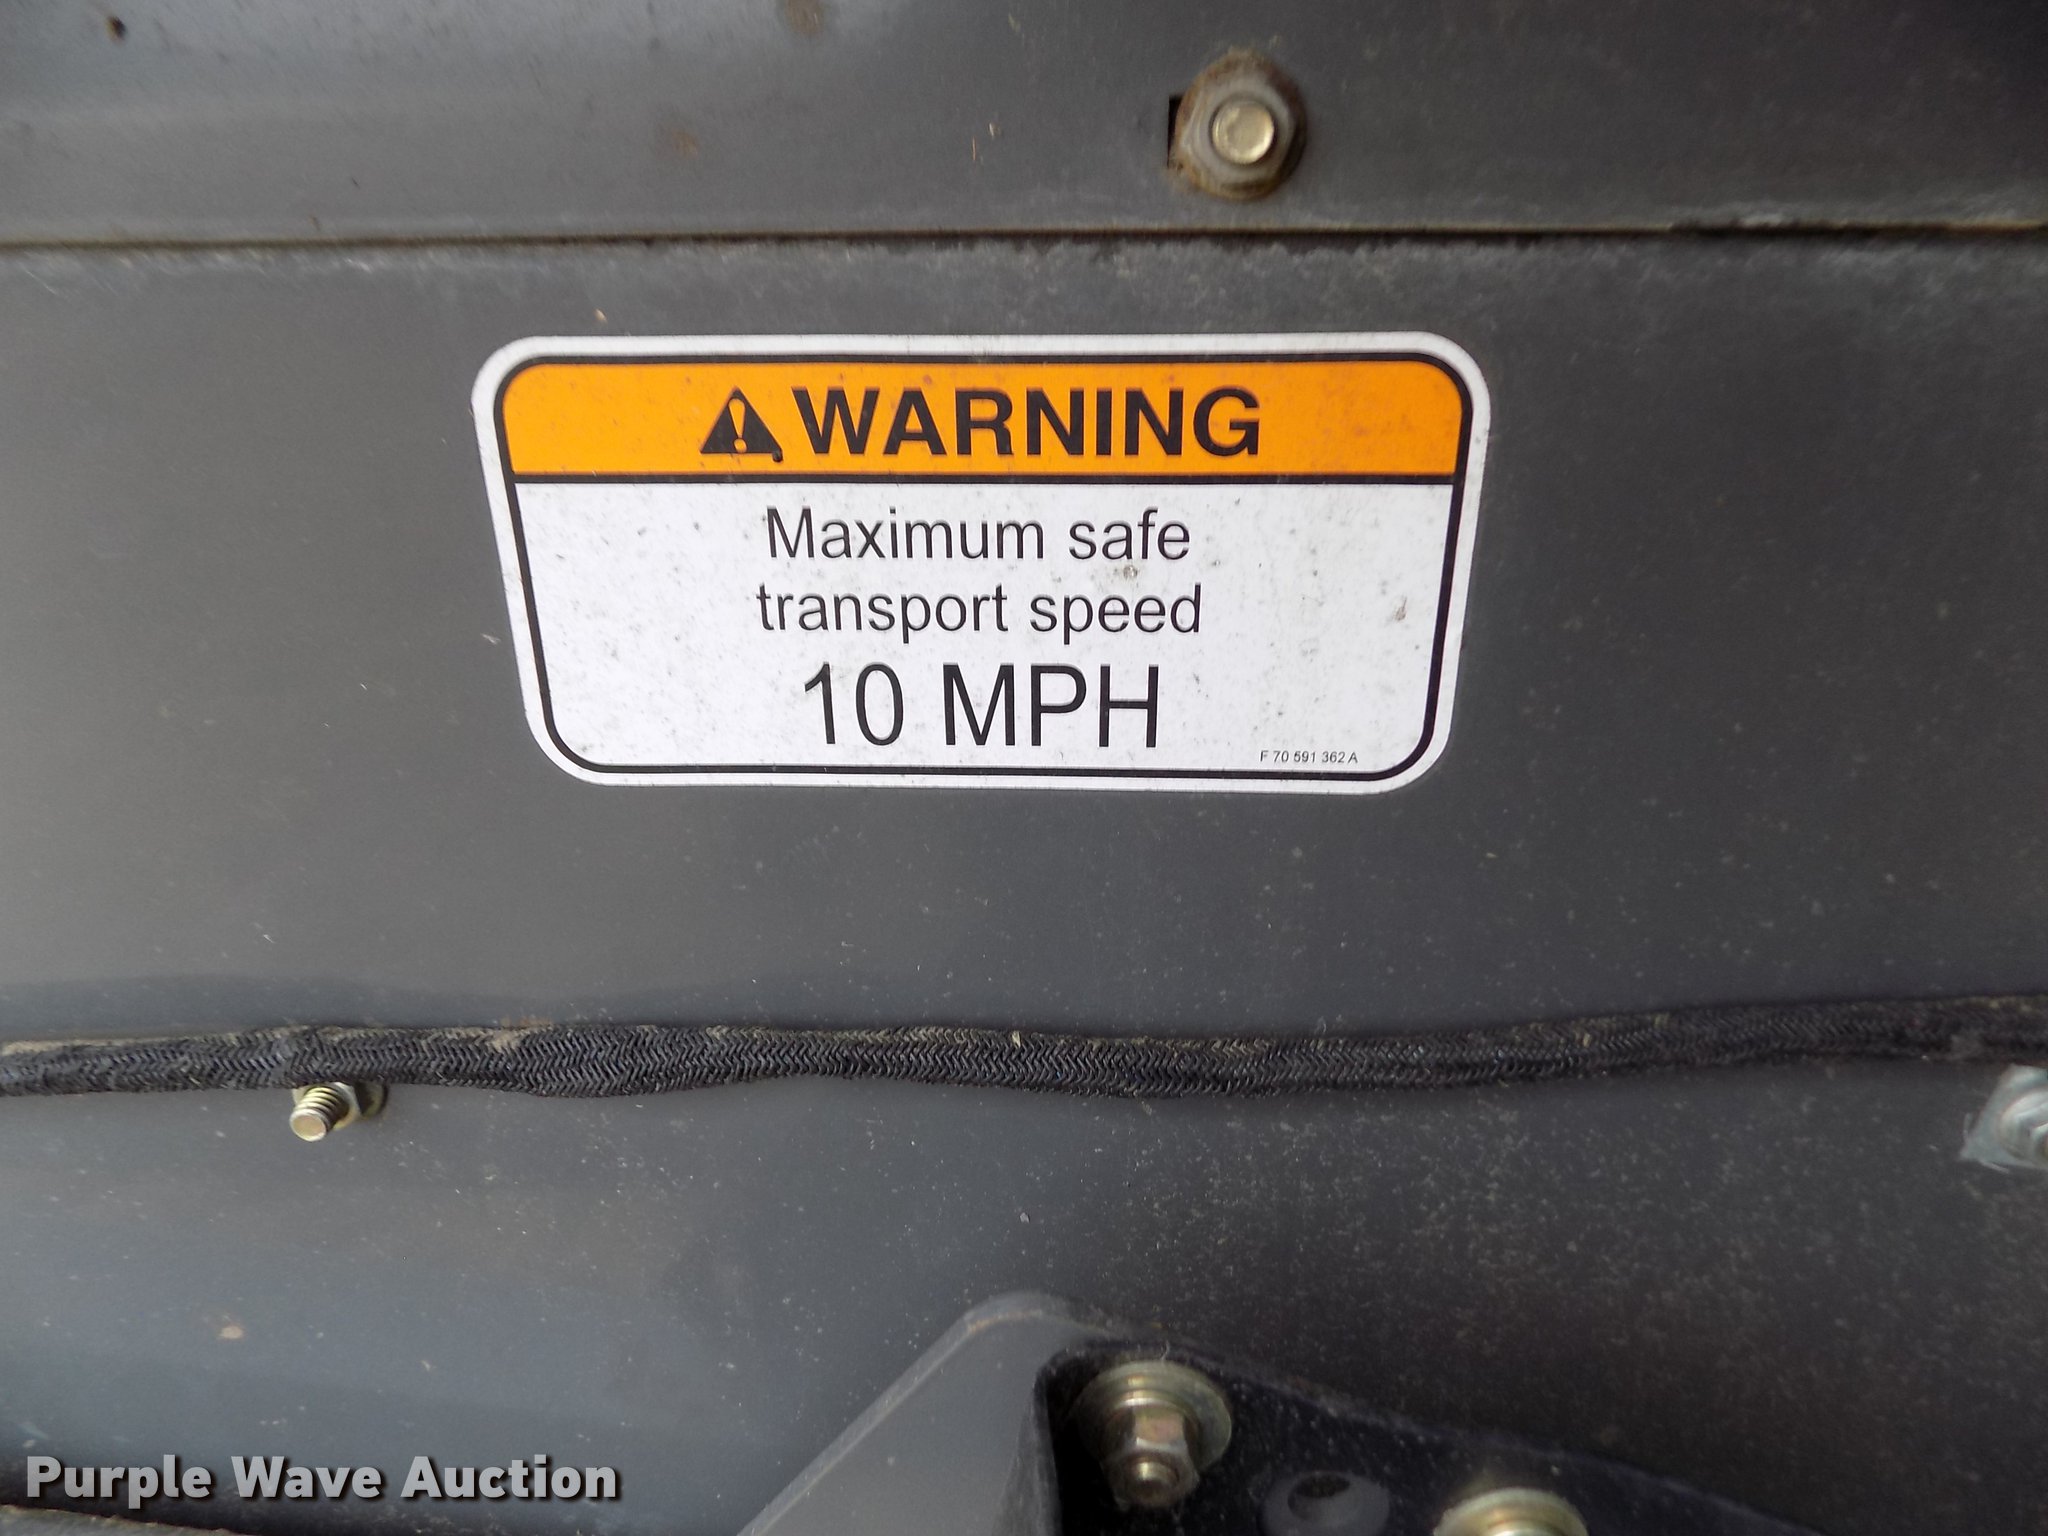 WARNING
Maximum safe
transport speed
10 MPH
F 70 591 362 A
Purple Wave Auction